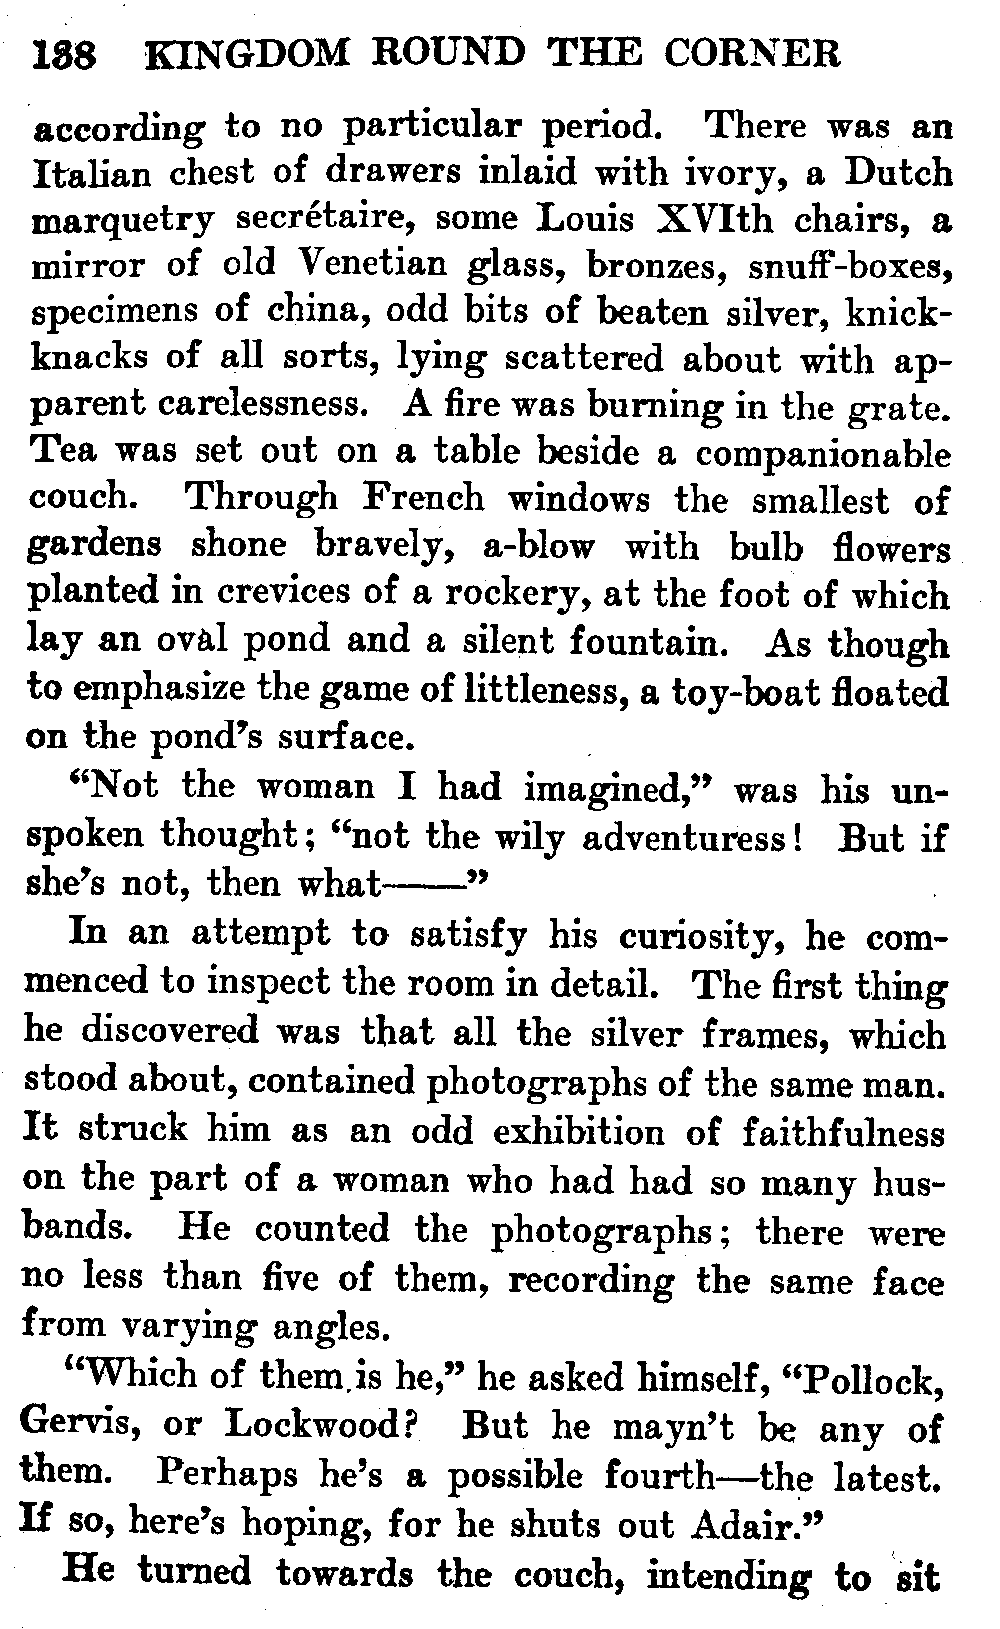 138 KINGDOM ROUND THE CORNER
according to no particular period. There was an
Italian chest of drawers inlaid with ivory, a Dutch
marquetry secrétaire, some Louis XVIth chairs, a
mirror of old Venetian glass, bronzes, snuff-boxes,
specimens of china, odd bits of beaten silver, knick-
knacks of all sorts, lying scattered about with ap-
parent carelessness. A fire was burning in the grate.
Tea was set out on a table beside a companionable
couch. Through French windows the smallest of
gardens shone bravely, a-blow with bulb flowers
planted in crevices of a rockery, at the foot of which
lay an oval pond and a silent fountain. As though
to emphasize the game of littleness, a toy-boat floated
on the pond's surface.
"Not the woman I had imagined," was his un-
spoken thought; "not the wily adventuress! But if
she's not, then what——"
In an attempt to satisfy his curiosity, he com-
menced to inspect the room in detail. The first thing
he discovered was that all the silver frames, which
stood about, contained photographs of the same man.
It struck him as an odd exhibition of faithfulness
on the part of a woman who had had so many hus-
bands. He counted the photographs; there were
no less than five of them, recording the same face
from varying angles.
"Which of them is he," he asked himself, "Pollock,
Gervis, or Lockwood? But he mayn't be any of
them. Perhaps he's a possible fourth—the latest.
If so, here's hoping, for he shuts out Adair."
He turned towards the couch, intending to sit